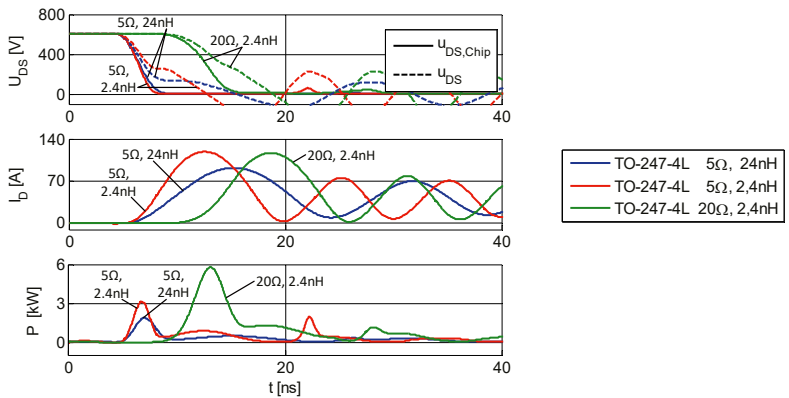 800
400
0
U_DS [V]
5Ω, 24nH
20Ω, 2.4nH
5Ω,
2.4nH
u_DS,Chip
u_DS
0
20
40
140
70
0
I_D [A]
5Ω, 24nH
5Ω,
2.4nH
20Ω, 2.4nH
0
20
40
TO-247-4L 5Ω, 24nH
TO-247-4L 5Ω, 2,4nH
TO-247-4L 20Ω, 2,4nH
6
3
0
P [kW]
5Ω,
2.4nH
5Ω,
24nH
20Ω, 2.4nH
0
20
40
t [ns]